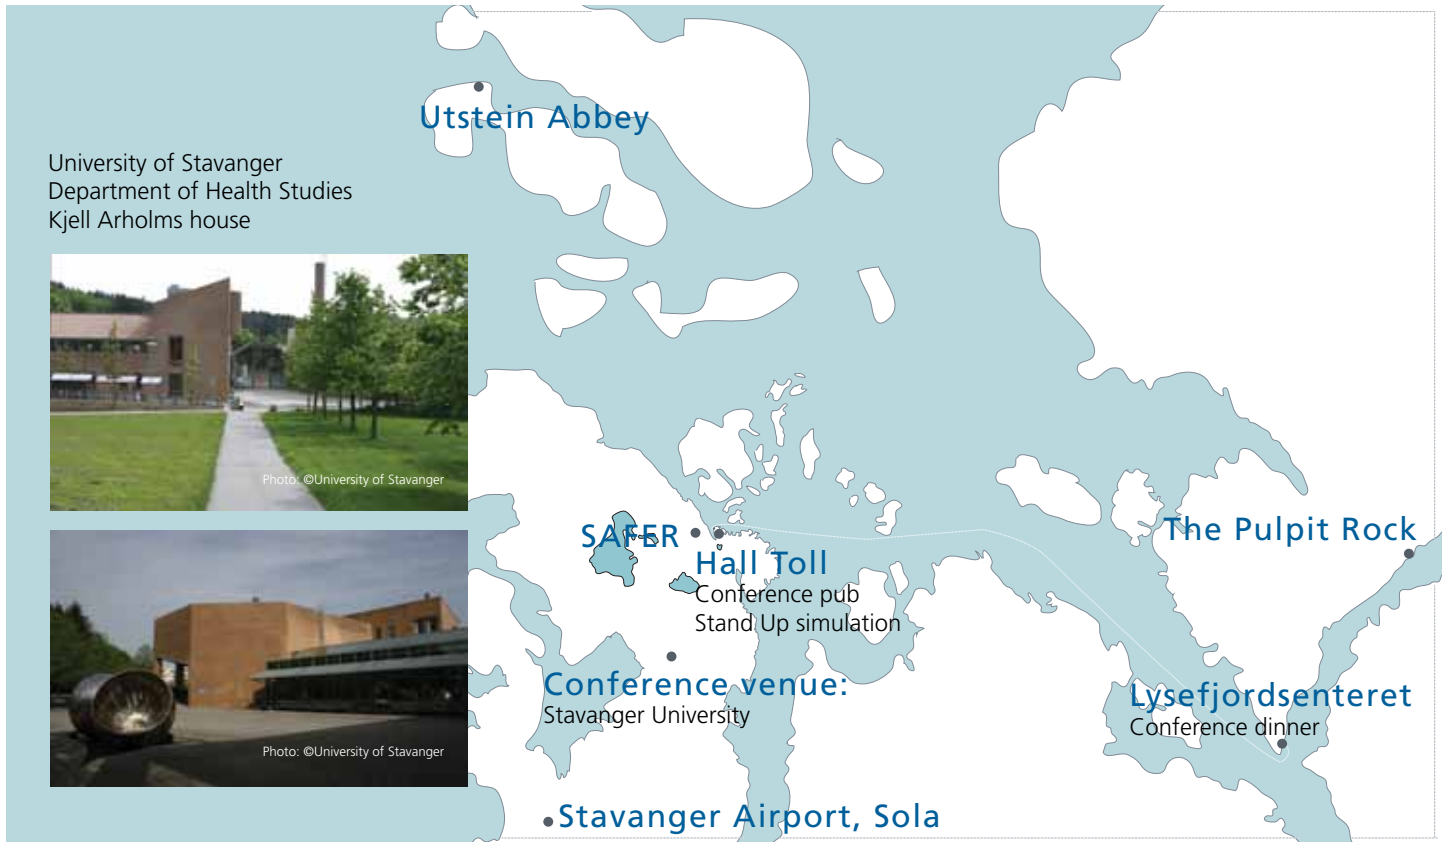 Utstein Abbey
University of Stavanger
Department of Health Studies
Kjell Arholms house
Photo: ©University of Stavanger
SAFER
Hall Toll
Conference pub
Stand Up simulation
The Pulpit Rock
Conference venue:
Stavanger University
Lysefjordsenteret
Conference dinner
Photo: ©University of Stavanger
Stavanger Airport, Sola